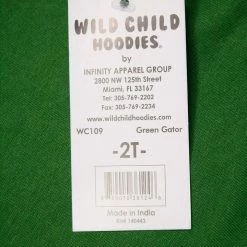 WILD CHILD
HOODIES®
by
INFINITY APPAREL GROUP
2800 NW 125th Street
Miami, FL 33167
Tel: 305-769-2202
Fax: 305-769-2234
www.wildchildhoodies.com
WC109 Green Gator
-2T-
Made in India